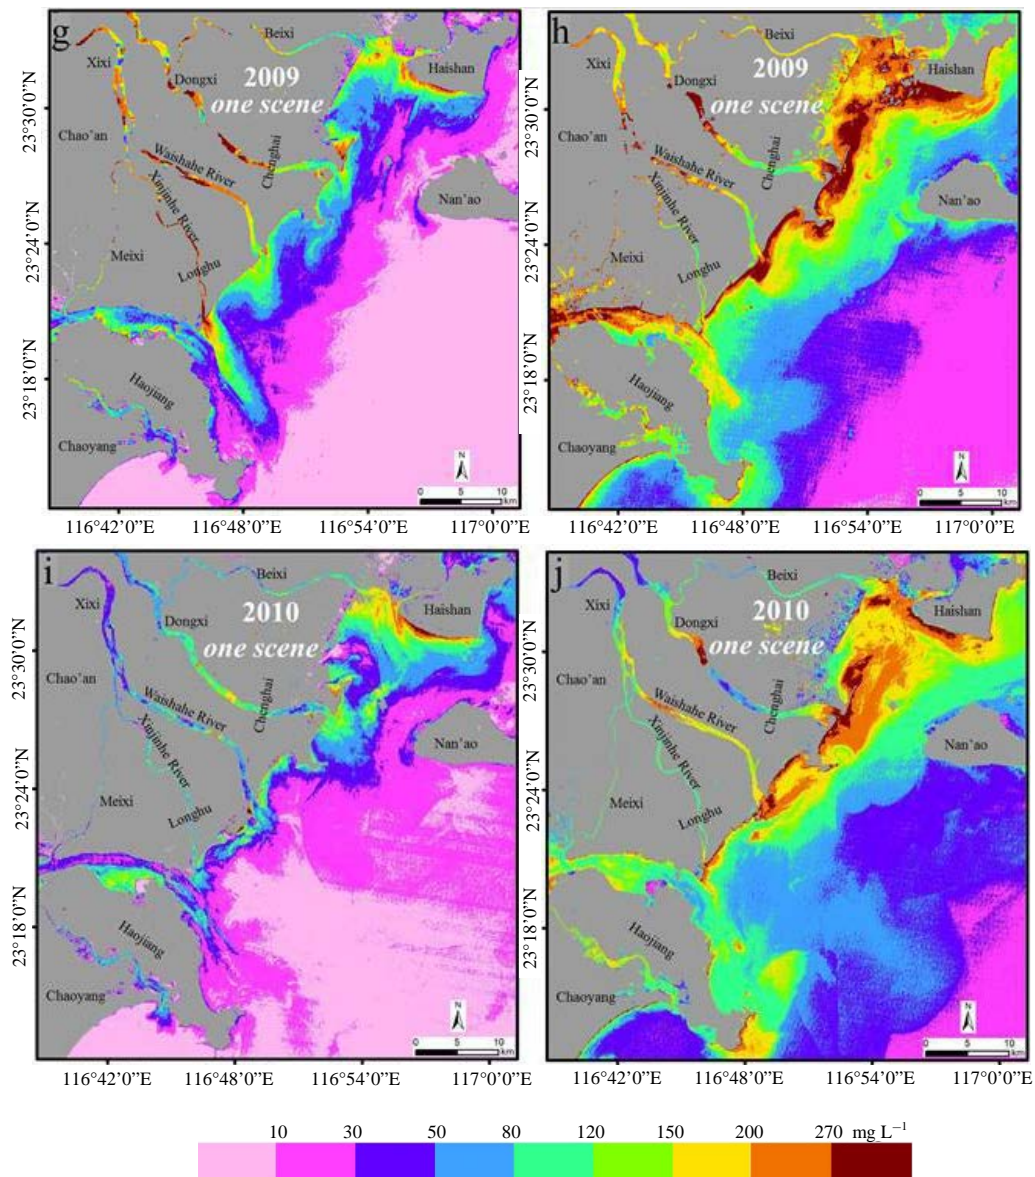 g
Beixi
Xixi
2009
Haishan
Dongxi
one scene
23°30'0"N
Chao'an
Waishahe River
Chenghai
Xinjinhe River
Nan'ao
23°24'0"N
Meixi
Longhu
23°18'0"N
Haojiang
Chaoyang
N
0 5 10
km
116°42'0"E 116°48'0"E 116°54'0"E 117°0'0"E
h
Beixi
Xixi
2009
Haishan
Dongxi
one scene
23°30'0"N
Chao'an
Waishahe River
Chenghai
Xinjinhe River
Nan'ao
23°24'0"N
Meixi
Longhu
23°18'0"N
Haojiang
Chaoyang
N
0 5 10
km
116°42'0"E 116°48'0"E 116°54'0"E 117°0'0"E
i
Beixi
Xixi
2010
Haishan
Dongxi
one scene
23°30'0"N
Chao'an
Waishahe River
Chenghai
Xinjinhe River
Nan'ao
23°24'0"N
Meixi
Longhu
23°18'0"N
Haojiang
Chaoyang
N
0 5 10
km
116°42'0"E 116°48'0"E 116°54'0"E 117°0'0"E
j
Beixi
Xixi
2010
Haishan
Dongxi
one scene
23°30'0"N
Chao'an
Waishahe River
Chenghai
Xinjinhe River
Nan'ao
23°24'0"N
Meixi
Longhu
23°18'0"N
Haojiang
Chaoyang
N
0 5 10
km
116°42'0"E 116°48'0"E 116°54'0"E 117°0'0"E
10 30 50 80 120 150 200 270 mg L⁻¹